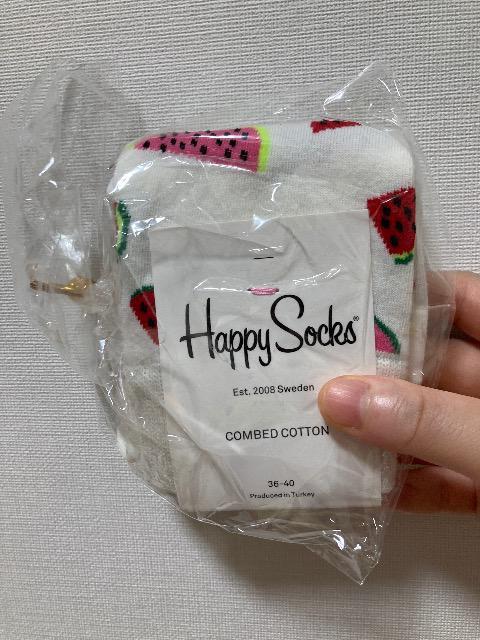 Happy Socks®
Est. 2008 Sweden
COMBED COTTON
36-40
Produced in Turkey